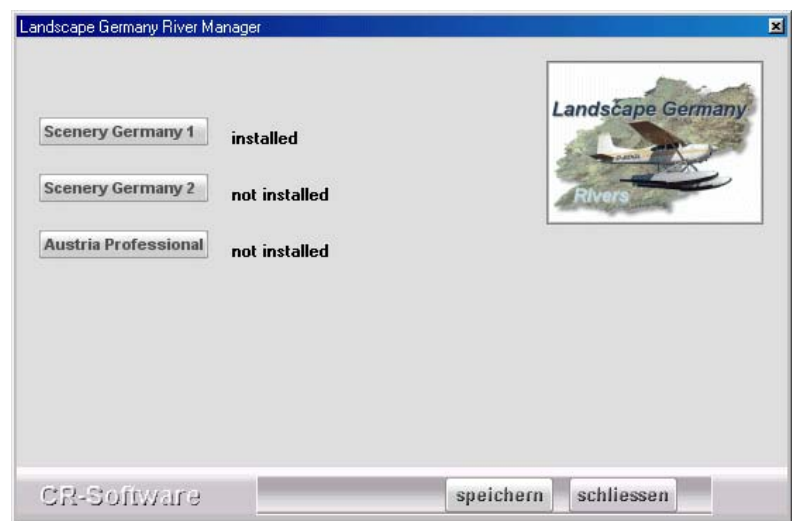 Landscape Germany River Manager
Landscape Germany
Rivers
Scenery Germany 1 installed
Scenery Germany 2 not installed
Austria Professional not installed
CR-Software speichern schliessen